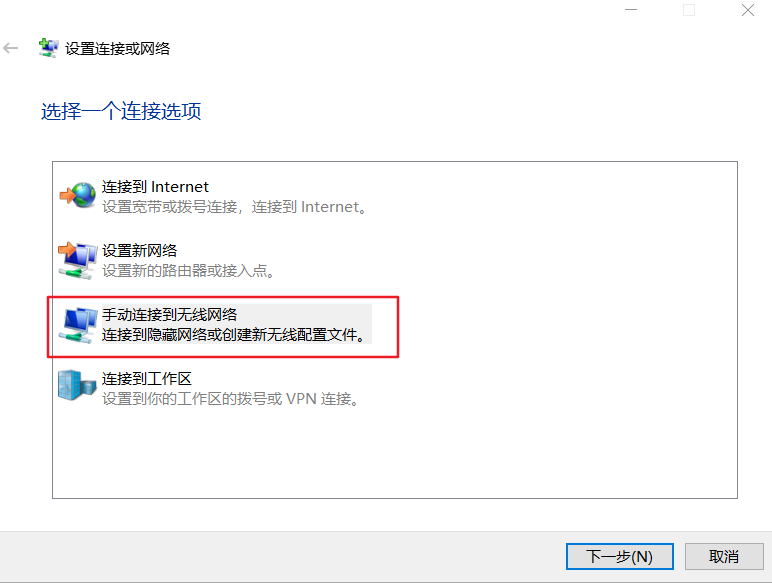 设置连接或网络
选择一个连接选项
连接到 Internet
设置宽带或拨号连接，连接到 Internet。
设置新网络
设置新的路由器或接入点。
手动连接到无线网络
连接到隐藏网络或创建新无线配置文件。
连接到工作区
设置到你的工作区的拨号或 VPN 连接。
下一步(N)
取消